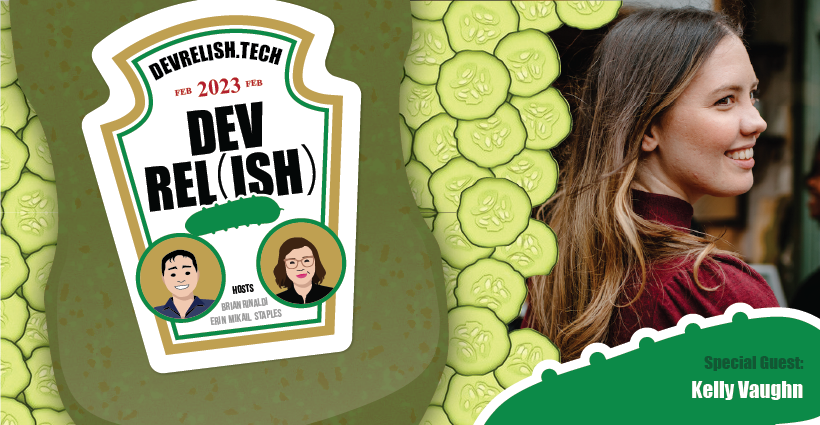 DEVRELISH.TECH
FEB 2023 FEB
DEV
REL(ISH)
HOSTS
BRIAN RINALDI
ERIN MIKAIL STAPLES
Special Guest:
Kelly Vaughn